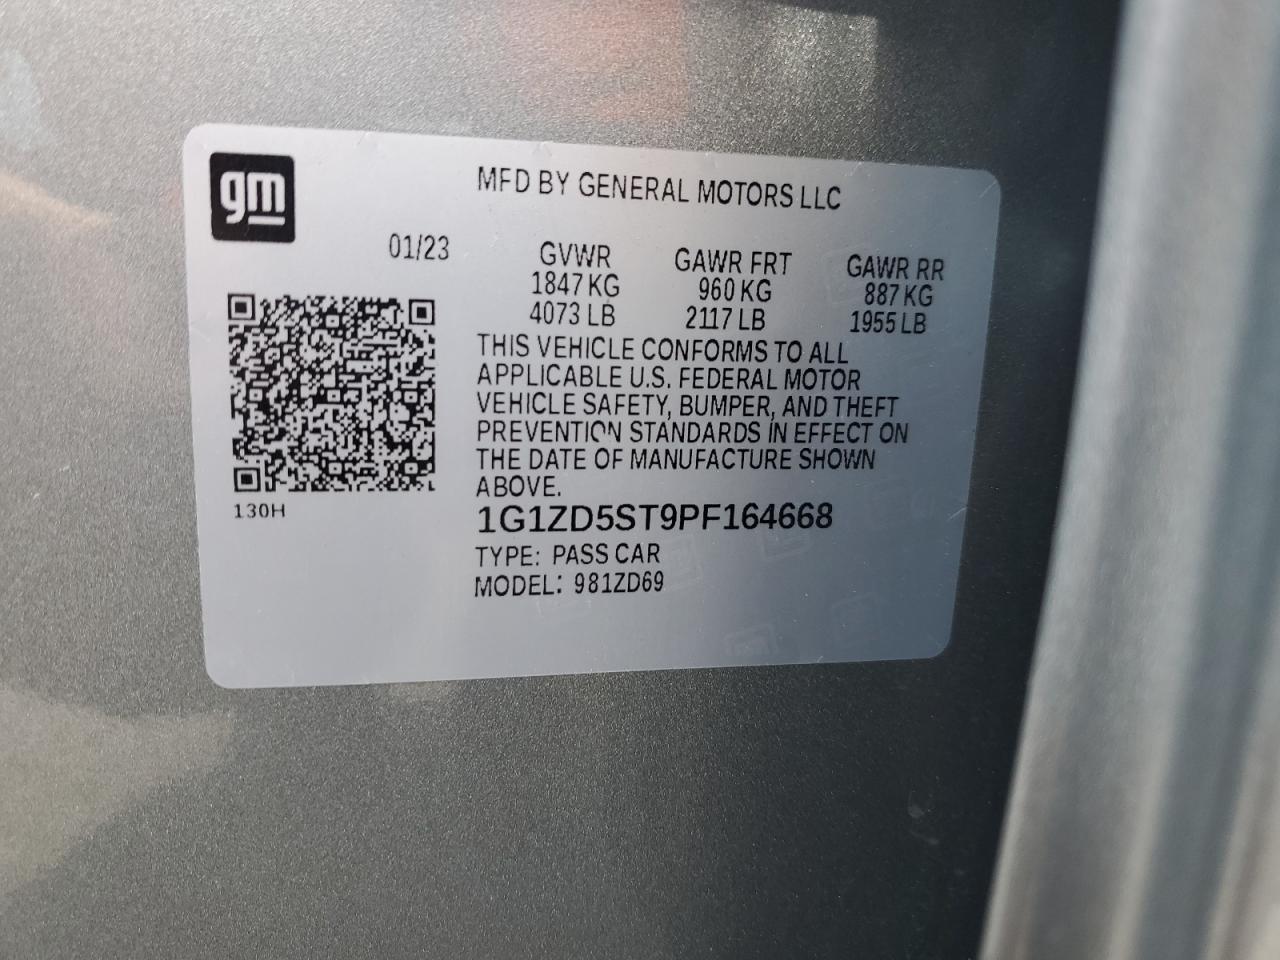 gm
MFD BY GENERAL MOTORS LLC
01/23 GVWR GAWR FRT GAWR RR
1847 KG 960 KG 887 KG
4073 LB 2117 LB 1955 LB
THIS VEHICLE CONFORMS TO ALL
APPLICABLE U.S. FEDERAL MOTOR
VEHICLE SAFETY, BUMPER, AND THEFT
PREVENTION STANDARDS IN EFFECT ON
THE DATE OF MANUFACTURE SHOWN
ABOVE.
130H
1G1ZD5ST9PF164668
TYPE: PASS CAR
MODEL: 981ZD69